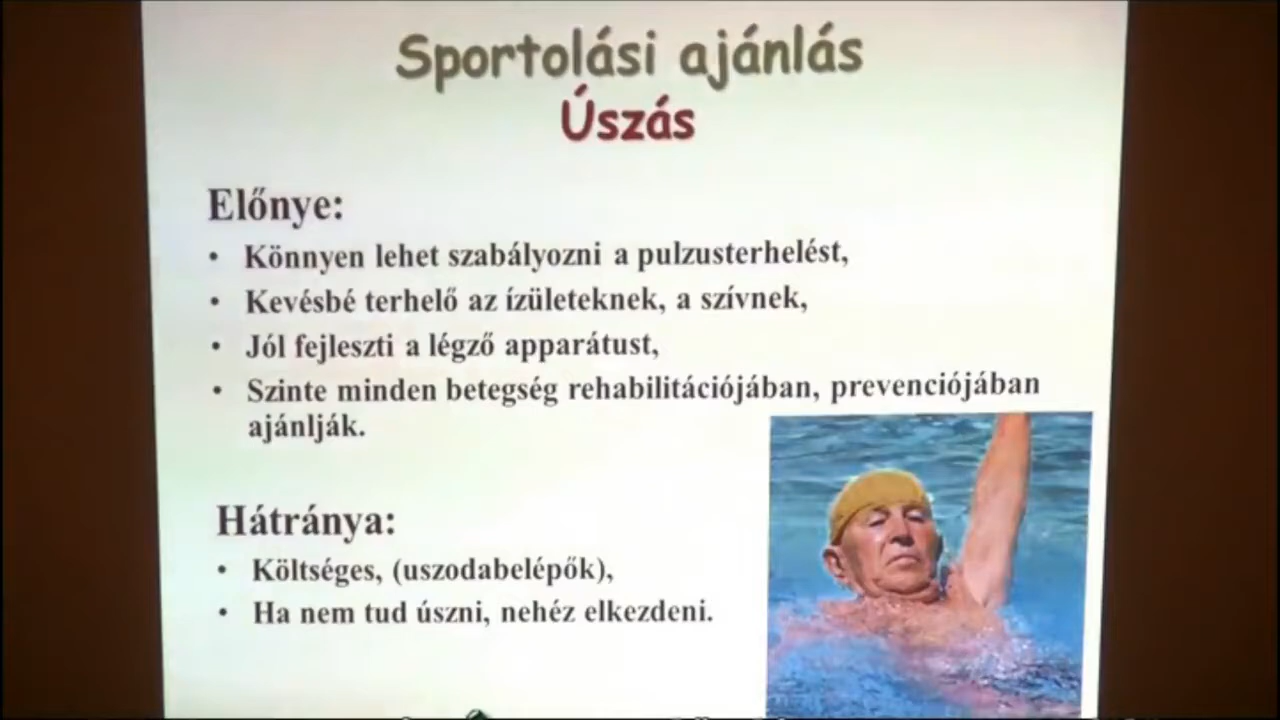 Sportolási ajánlás
Úszás
Előnye:
• Könnyen lehet szabályozni a pulzusterhelést,
• Kevésbé terhelő az ízületeknek, a szívnek,
• Jól fejleszti a légző apparátust,
• Szinte minden betegség rehabilitációjában, prevenciójában
ajánlják.
Hátránya:
• Költséges, (uszodabelépők),
• Ha nem tud úszni, nehéz elkezdeni.